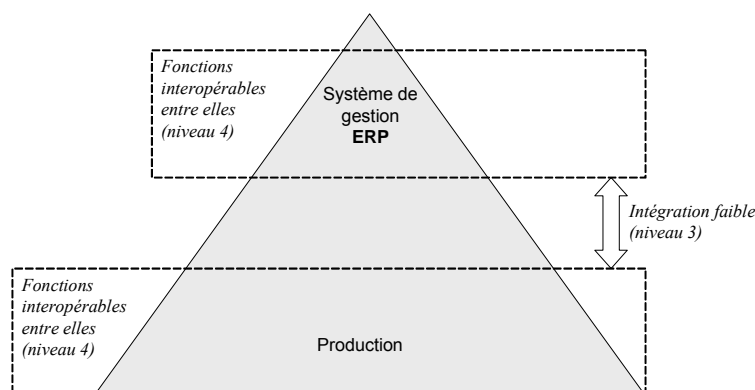 Fonctions
interopérables
entre elles
(niveau 4)
Système de
gestion
ERP
Intégration faible
(niveau 3)
Fonctions
interopérables
entre elles
(niveau 4)
Production